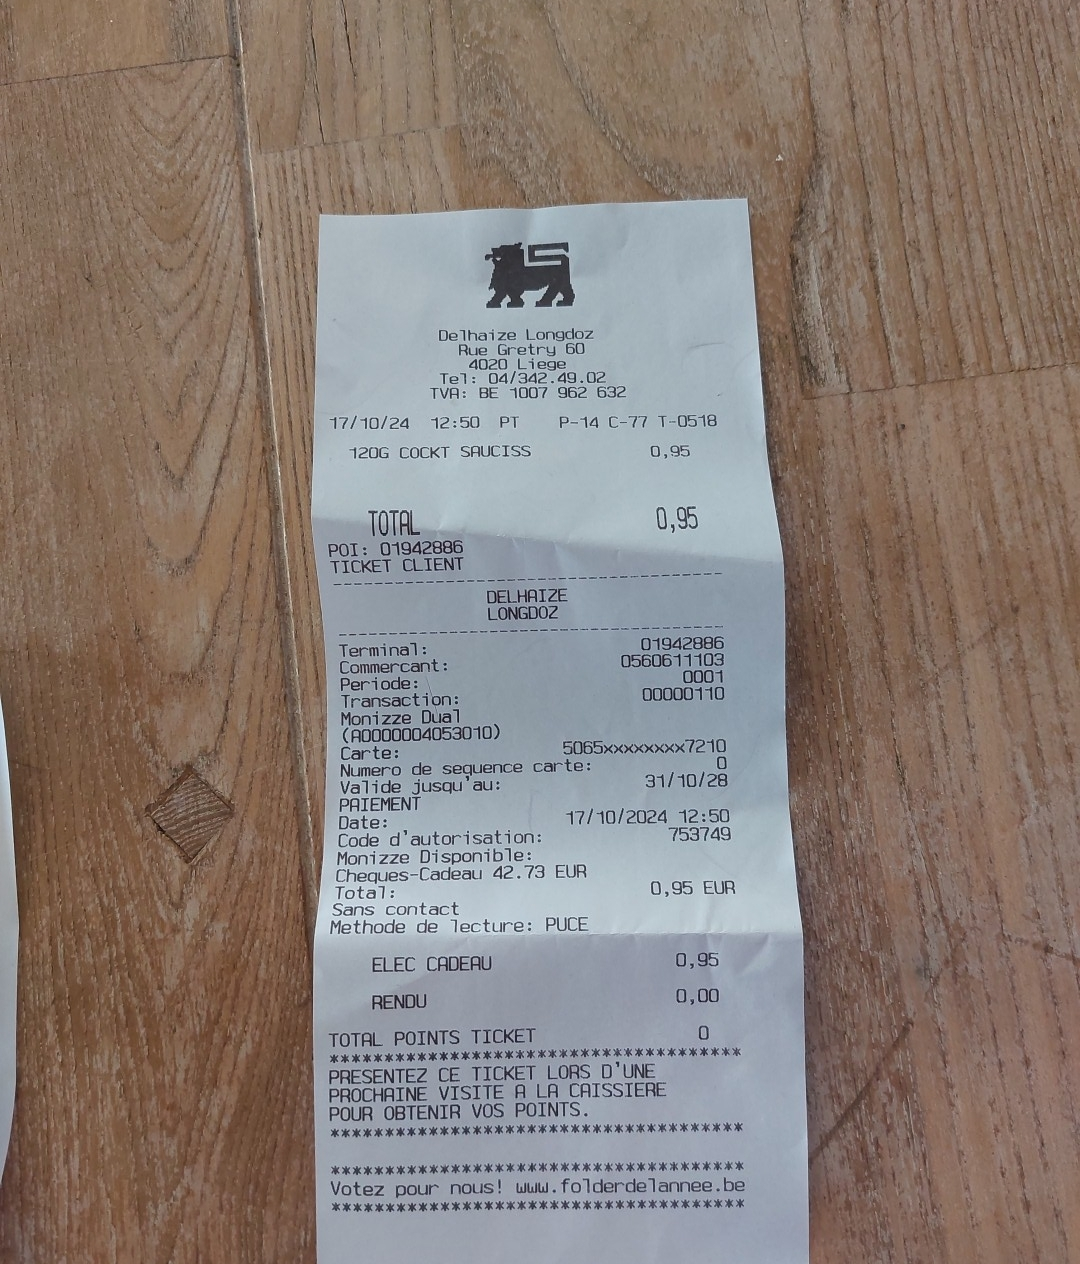 Delhaize Longdoz
Rue Gretry 60
4020 Liege
Tel: 04/342.49.02
TVA: BE 1007 962 632
17/10/24 12:50 PT P-14 C-77 T-0518
120G COCKT SAUCISS 0,95
TOTAL 0,95
POI: 01942886
TICKET CLIENT
----------------------------------------
DELHAIZE
LONGDOZ
----------------------------------------
Terminal: 01942886
Commercant: 0560611103
Periode: 0001
Transaction: 00000110
Monizze Dual
(A0000004053010)
Carte: 5065xxxxxxxxx7210
Numero de sequence carte: 0
Valide jusqu'au: 31/10/28
PAIEMENT
Date: 17/10/2024 12:50
Code d'autorisation: 753749
Monizze Disponible:
Cheques-Cadeau 42.73 EUR
Total: 0,95 EUR
Sans contact
Methode de lecture: PUCE
ELEC CADEAU 0,95
RENDU 0,00
TOTAL POINTS TICKET 0
****************************************
PRESENTEZ CE TICKET LORS D'UNE
PROCHAINE VISITE A LA CAISSIERE
POUR OBTENIR VOS POINTS.
****************************************
****************************************
Votez pour nous! www.folderdelannee.be
****************************************